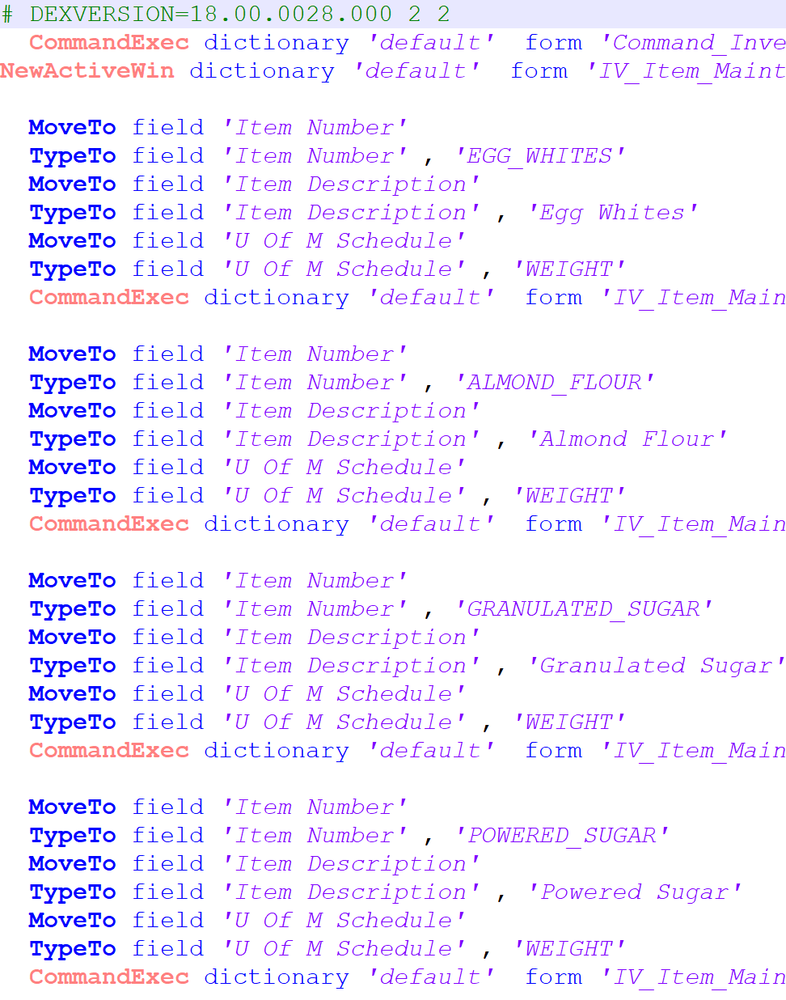 # DEXVERSION=18.00.0028.000 2 2
CommandExec dictionary 'default' form 'Command_Inve
NewActiveWin dictionary 'default' form 'IV_Item_Maint
MoveTo field 'Item Number'
TypeTo field 'Item Number' , 'EGG_WHITES'
MoveTo field 'Item Description'
TypeTo field 'Item Description' , 'Egg Whites'
MoveTo field 'U Of M Schedule'
TypeTo field 'U Of M Schedule' , 'WEIGHT'
CommandExec dictionary 'default' form 'IV_Item_Main
MoveTo field 'Item Number'
TypeTo field 'Item Number' , 'ALMOND_FLOUR'
MoveTo field 'Item Description'
TypeTo field 'Item Description' , 'Almond Flour'
MoveTo field 'U Of M Schedule'
TypeTo field 'U Of M Schedule' , 'WEIGHT'
CommandExec dictionary 'default' form 'IV_Item_Main
MoveTo field 'Item Number'
TypeTo field 'Item Number' , 'GRANULATED_SUGAR'
MoveTo field 'Item Description'
TypeTo field 'Item Description' , 'Granulated Sugar'
MoveTo field 'U Of M Schedule'
TypeTo field 'U Of M Schedule' , 'WEIGHT'
CommandExec dictionary 'default' form 'IV_Item_Main
MoveTo field 'Item Number'
TypeTo field 'Item Number' , 'POWERED_SUGAR'
MoveTo field 'Item Description'
TypeTo field 'Item Description' , 'Powered Sugar'
MoveTo field 'U Of M Schedule'
TypeTo field 'U Of M Schedule' , 'WEIGHT'
CommandExec dictionary 'default' form 'IV_Item_Main